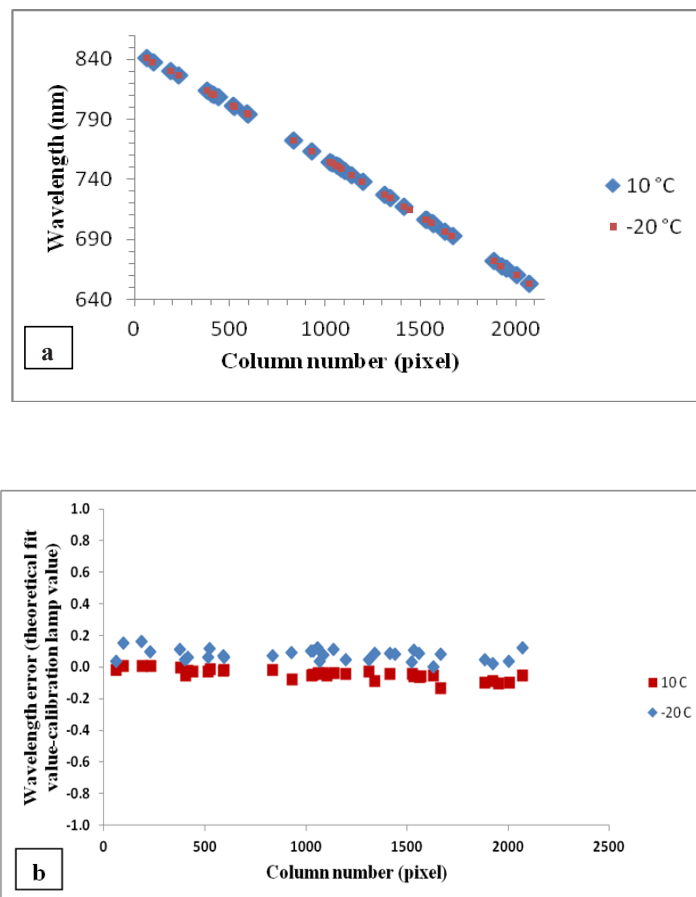 840
790
740
690
640
Wavelength (nm)
0 500 1000 1500 2000
Column number (pixel)
10 °C
-20 °C
a
1.0
0.8
0.6
0.4
0.2
0.0
-0.2
-0.4
-0.6
-0.8
-1.0
Wavelength error (theoretical fit
value-calibration lamp value)
0 500 1000 1500 2000 2500
Column number (pixel)
10 C
-20 C
b